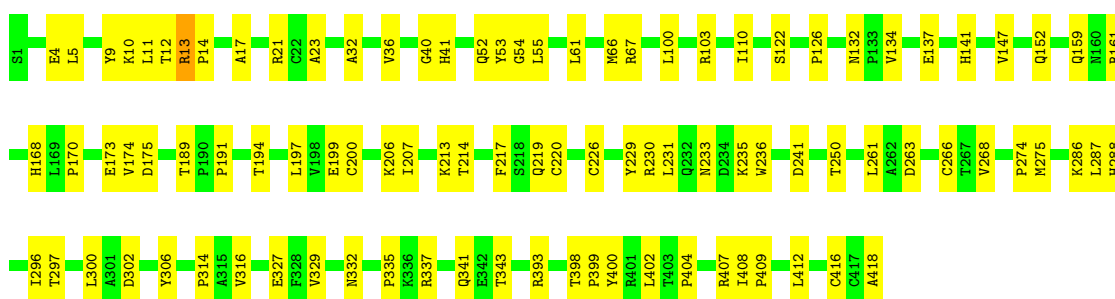 S1 E4 L5 Y9 K10 L11 T12 R13 P14 A17 R21 C22 A23 A32 V36 G40 H41 Q52 Y53 G54 L55 L61 M66 R67 L100 R103 I110 S122 P126 N132 P133 V134 E137 H141 V147 Q152 Q159 N160
H168 L169 P170 E173 V174 D175 T189 P190 P191 T194 L197 V198 E199 C200 K206 I207 K213 T214 F217 S218 Q219 C220 C226 Y229 R230 L231 Q232 N233 D234 K235 W236 D241 T250 L261 A262 D263 C266 T267 V268 P274 M275 K286 L287
I296 T297 L300 A301 D302 Y306 P314 A315 V316 E327 F328 V329 N332 P335 K336 R337 Q341 E342 T343 R393 T398 P399 Y400 R401 L402 T403 P404 R407 I408 P409 L412 C416 C417 A418